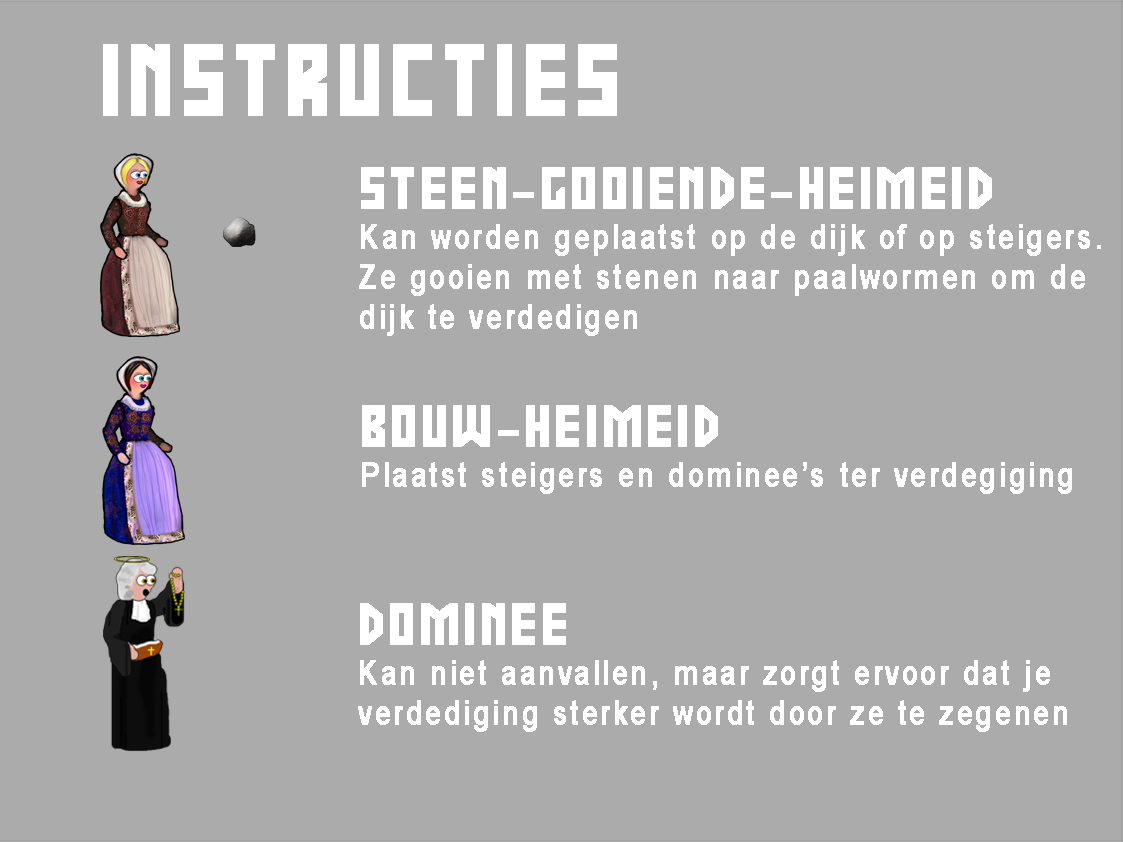 INSTRUCTIES
STEEN-GOOIENDE-HEIMEID
Kan worden geplaatst op de dijk of op steigers.
Ze gooien met stenen naar paalwormen om de
dijk te verdedigen
BOUW-HEIMEID
Plaatst steigers en dominee’s ter verdegiging
DOMINEE
Kan niet aanvallen, maar zorgt ervoor dat je
verdediging sterker wordt door ze te zegenen